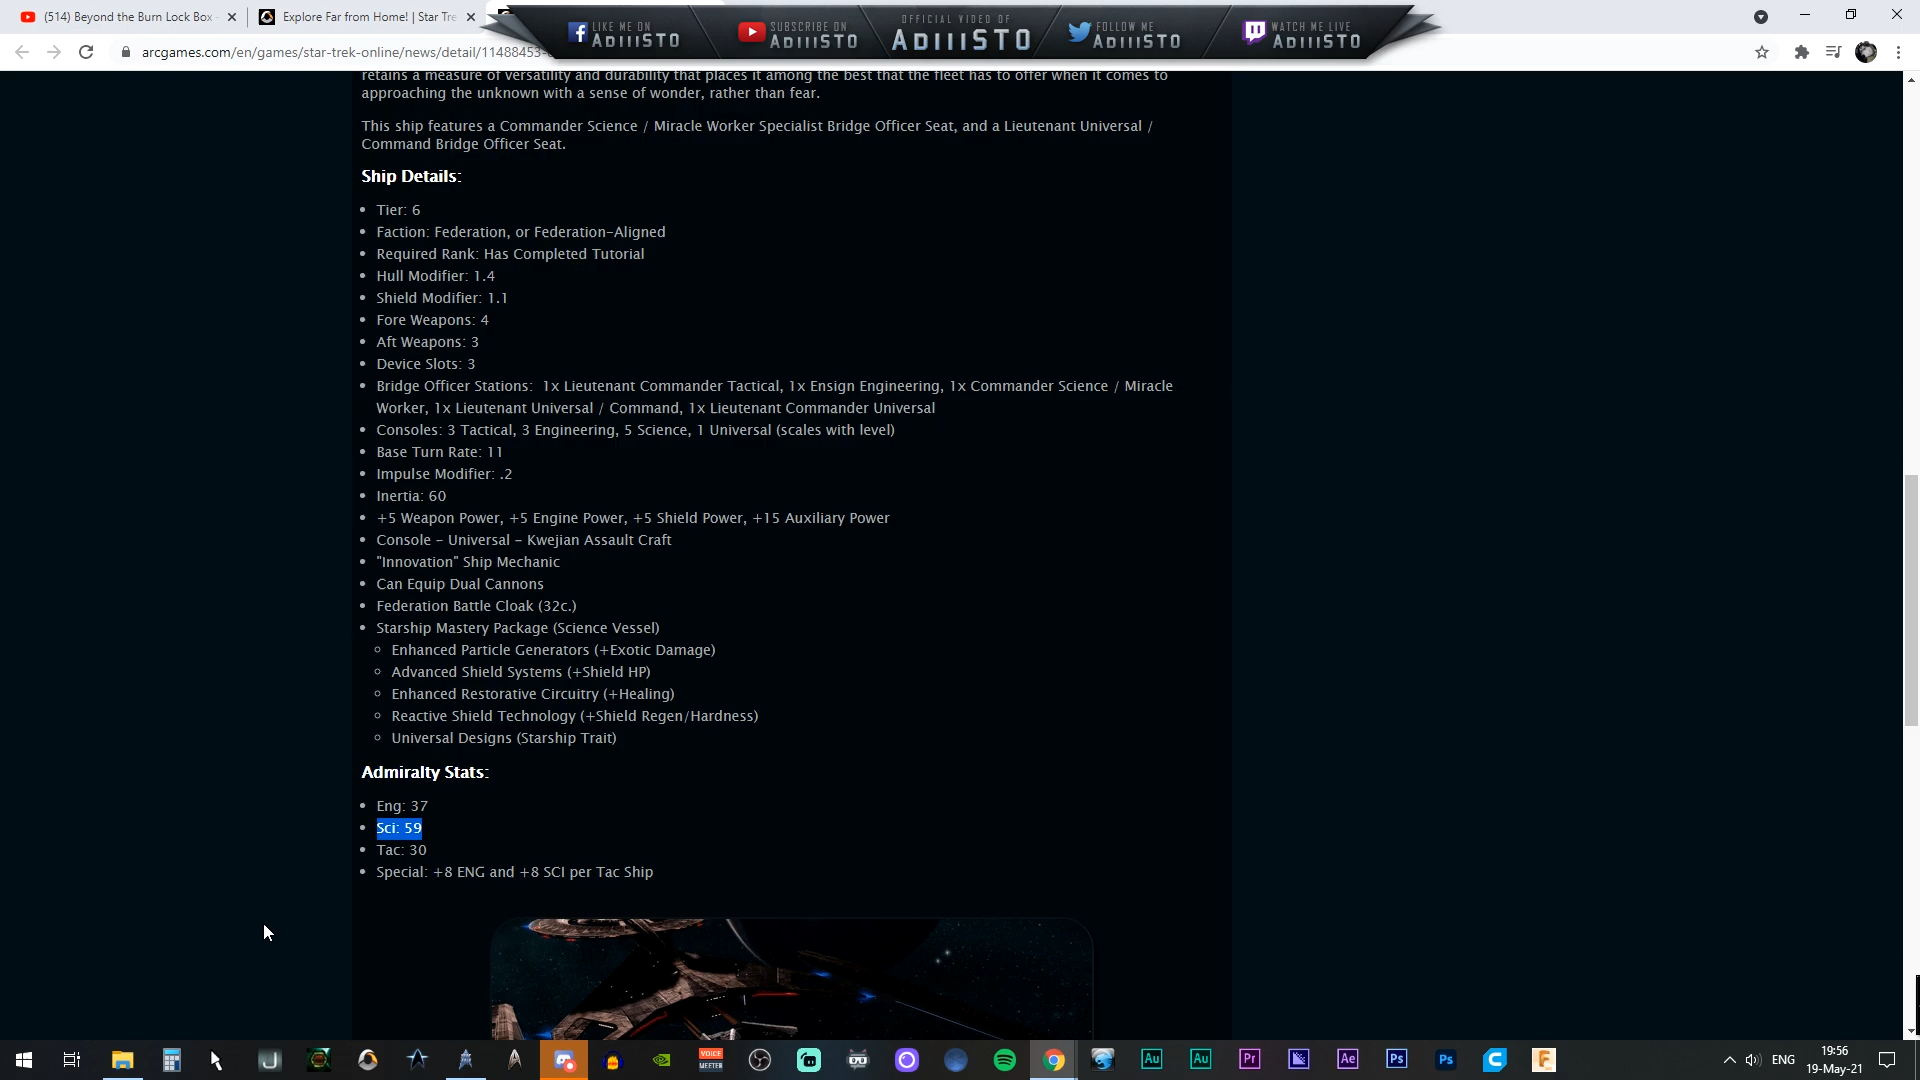 (514) Beyond the Burn Lock Box -
Explore Far from Home! | Star Tre
LIKE ME ON
ADIIISTO
SUBSCRIBE ON
ADIIISTO
OFFICIAL VIDEO OF
ADIIISTO
FOLLOW ME
ADIIISTO
WATCH ME LIVE
ADIIISTO
arcgames.com/en/games/star-trek-online/news/detail/11488453-
retains a measure of versatility and durability that places it among the best that the fleet has to offer when it comes to
approaching the unknown with a sense of wonder, rather than fear.
This ship features a Commander Science / Miracle Worker Specialist Bridge Officer Seat, and a Lieutenant Universal /
Command Bridge Officer Seat.
Ship Details:
• Tier: 6
• Faction: Federation, or Federation-Aligned
• Required Rank: Has Completed Tutorial
• Hull Modifier: 1.4
• Shield Modifier: 1.1
• Fore Weapons: 4
• Aft Weapons: 3
• Device Slots: 3
• Bridge Officer Stations: 1x Lieutenant Commander Tactical, 1x Ensign Engineering, 1x Commander Science / Miracle
Worker, 1x Lieutenant Universal / Command, 1x Lieutenant Commander Universal
• Consoles: 3 Tactical, 3 Engineering, 5 Science, 1 Universal (scales with level)
• Base Turn Rate: 11
• Impulse Modifier: .2
• Inertia: 60
• +5 Weapon Power, +5 Engine Power, +5 Shield Power, +15 Auxiliary Power
• Console - Universal - Kwejian Assault Craft
• "Innovation" Ship Mechanic
• Can Equip Dual Cannons
• Federation Battle Cloak (32c.)
• Starship Mastery Package (Science Vessel)
◦ Enhanced Particle Generators (+Exotic Damage)
◦ Advanced Shield Systems (+Shield HP)
◦ Enhanced Restorative Circuitry (+Healing)
◦ Reactive Shield Technology (+Shield Regen/Hardness)
◦ Universal Designs (Starship Trait)
Admiralty Stats:
• Eng: 37
• Sci: 59
• Tac: 30
• Special: +8 ENG and +8 SCI per Tac Ship
VOICE
MEETER
Au
Au
Pr
Ae
Ps
Ps
ENG
19:56
19-May-21